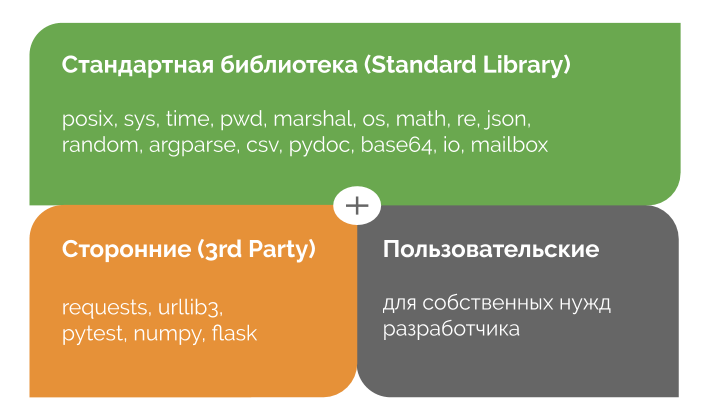 Стандартная библиотека (Standard Library)
posix, sys, time, pwd, marshal, os, math, re, json,
random, argparse, csv, pydoc, base64, io, mailbox
+
Сторонние (3rd Party)
requests, urllib3,
pytest, numpy, flask
Пользовательские
для собственных нужд
разработчика